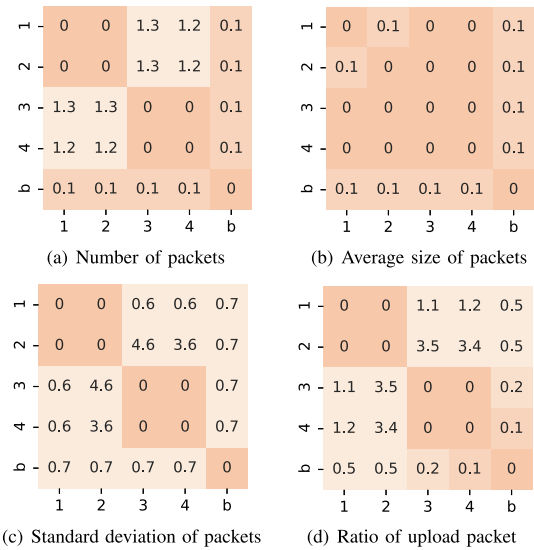 1 0 0 1.3 1.2 0.1
2 0 0 1.3 1.2 0.1
3 1.3 1.3 0 0 0.1
4 1.2 1.2 0 0 0.1
b 0.1 0.1 0.1 0.1 0
1 2 3 4 b
(a) Number of packets
1 0 0.1 0 0 0.1
2 0.1 0 0 0 0.1
3 0 0 0 0 0.1
4 0 0 0 0 0.1
b 0.1 0.1 0.1 0.1 0
1 2 3 4 b
(b) Average size of packets
1 0 0 0.6 0.6 0.7
2 0 0 4.6 3.6 0.7
3 0.6 4.6 0 0 0.7
4 0.6 3.6 0 0 0.7
b 0.7 0.7 0.7 0.7 0
1 2 3 4 b
(c) Standard deviation of packets
1 0 0 1.1 1.2 0.5
2 0 0 3.5 3.4 0.5
3 1.1 3.5 0 0 0.2
4 1.2 3.4 0 0 0.1
b 0.5 0.5 0.2 0.1 0
1 2 3 4 b
(d) Ratio of upload packet